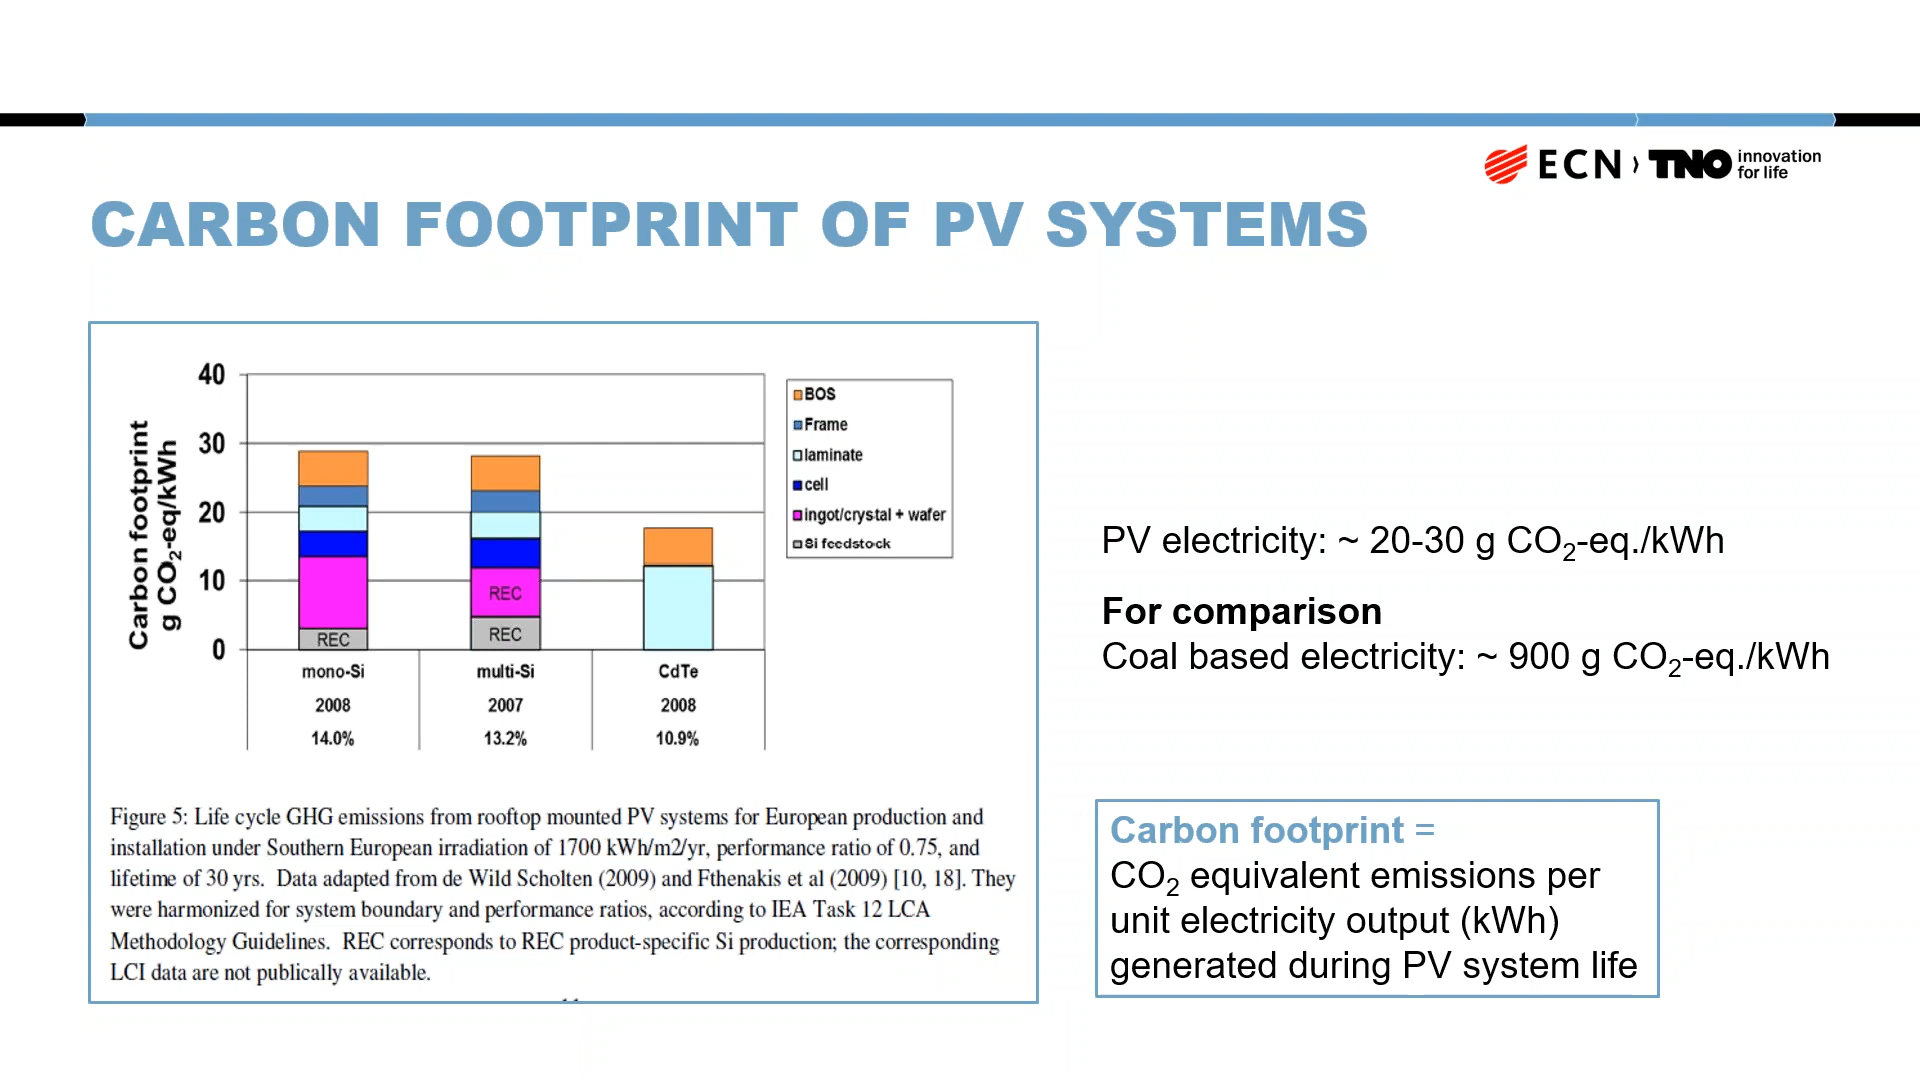 ECN › TNO innovation
for life
CARBON FOOTPRINT OF PV SYSTEMS
Carbon footprint
g CO₂-eq/kWh
40
30
20
10
0
REC
REC
REC
mono-Si
2008
14.0%
multi-Si
2007
13.2%
CdTe
2008
10.9%
BOS
Frame
laminate
cell
ingot/crystal + wafer
Si feedstock
Figure 5: Life cycle GHG emissions from rooftop mounted PV systems for European production and
installation under Southern European irradiation of 1700 kWh/m2/yr, performance ratio of 0.75, and
lifetime of 30 yrs. Data adapted from de Wild Scholten (2009) and Fthenakis et al (2009) [10, 18]. They
were harmonized for system boundary and performance ratios, according to IEA Task 12 LCA
Methodology Guidelines. REC corresponds to REC product-specific Si production; the corresponding
LCI data are not publically available.
PV electricity: ~ 20-30 g CO₂-eq./kWh
For comparison
Coal based electricity: ~ 900 g CO₂-eq./kWh
Carbon footprint =
CO₂ equivalent emissions per
unit electricity output (kWh)
generated during PV system life